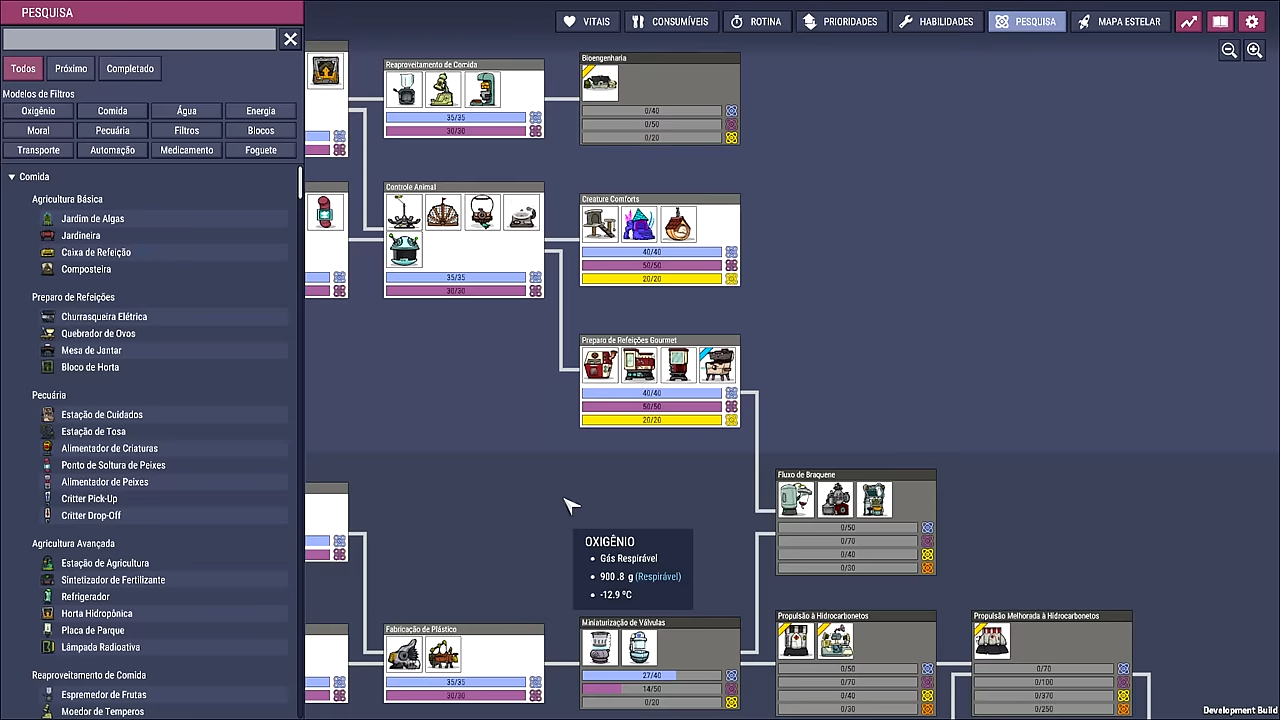 PESQUISA
VITAIS
CONSUMÍVEIS
ROTINA
PRIORIDADES
HABILIDADES
PESQUISA
MAPA ESTELAR
Todos
Próximo
Completado
Modelos de Filtros
Oxigênio
Comida
Água
Energia
Moral
Pecuária
Filtros
Blocos
Transporte
Automação
Medicamento
Foguete
Comida
Agricultura Básica
Jardim de Algas
Jardineira
Caixa de Refeição
Composteira
Preparo de Refeições
Churrasqueira Elétrica
Quebrador de Ovos
Mesa de Jantar
Bloco de Horta
Pecuária
Estação de Cuidados
Estação de Tosa
Alimentador de Criaturas
Ponto de Soltura de Peixes
Alimenta-Peixes
Critter Pick-Up
Critter Drop-Off
Agricultura Avançada
Estação de Agricultura
Sintetizador de Fertilizante
Refrigerador
Horta Hidropônica
Placa de Parque
Lâmpada Radioativa
Reaproveitamento de Comida
Espremedor de Frutas
Moedor de Temperos
Reaproveitamento de Comida
35/35
30/30
Bioengenharia
0/40
0/50
0/20
Controle Animal
35/35
30/30
Creature Comforts
40/40
50/50
20/20
Preparo de Refeições Gourmet
40/40
50/50
20/20
Fluxo de Braquene
0/50
0/70
0/40
0/30
OXIGÊNIO
Gás Respirável
900 .8 g (Respirável)
-12.9 ºC
Fabricação de Plástico
35/35
30/30
Miniaturização de Válvulas
27/40
14/50
0/20
Propulsão à Hidrocarbonetos
0/50
0/70
0/40
0/30
Propulsão Melhorada à Hidrocarbonetos
0/70
0/100
0/370
0/250
Development Build